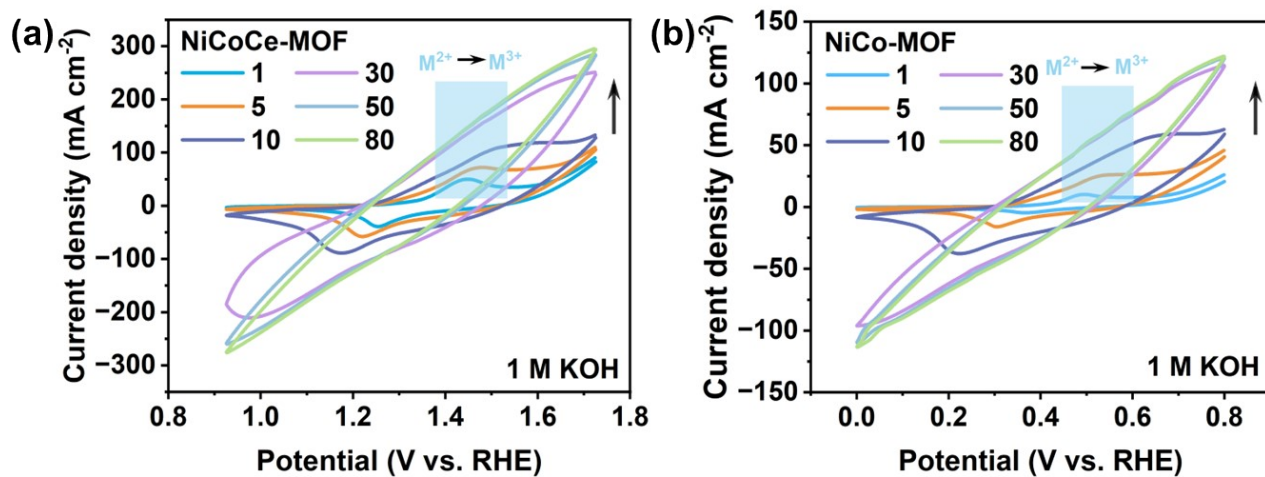 (a)
NiCoCe-MOF
1 30
5 50
10 80
M²⁺ → M³⁺
1 M KOH
Current density (mA cm⁻²)
300
200
100
0
−100
−200
−300
0.8 1.0 1.2 1.4 1.6 1.8
Potential (V vs. RHE)
(b)
NiCo-MOF
1 30
5 50
10 80
M²⁺ → M³⁺
1 M KOH
Current density (mA cm⁻²)
150
100
50
0
−50
−100
−150
0.0 0.2 0.4 0.6 0.8
Potential (V vs. RHE)